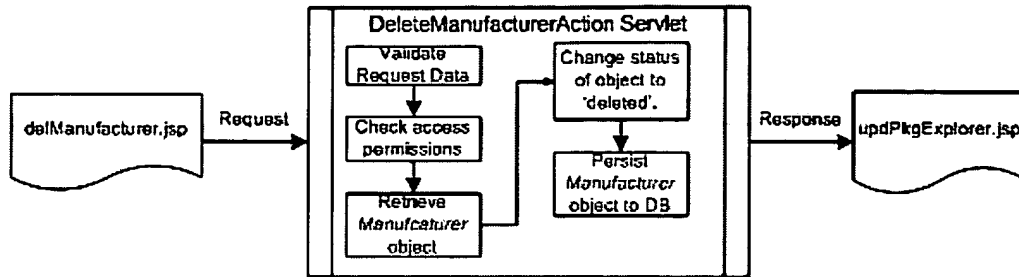 DeleteManufacturerAction Servlet
Validate
Request Data
Check access
permissions
Retrieve
Manufcaturer
object
Change status
of object to
'deleted'.
Persist
Manufacturer
object to DB
delManufacturer.jsp
Request
Response
updPkgExplorer.jsp